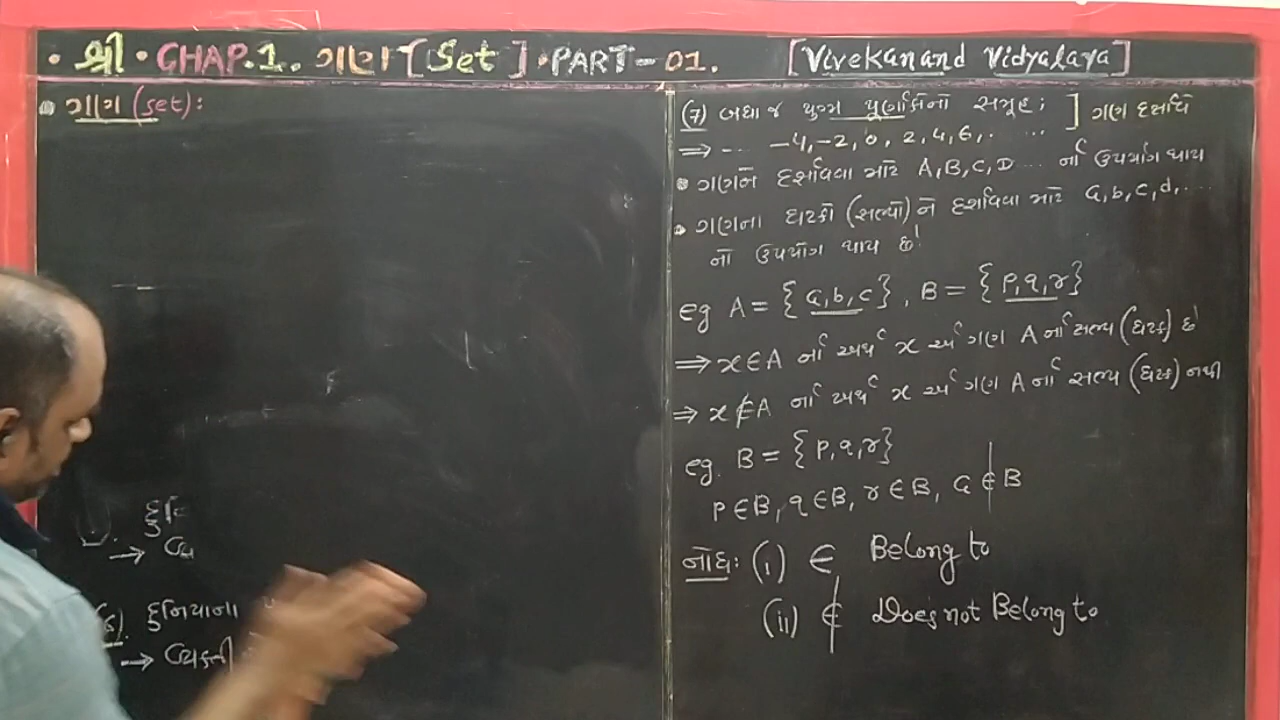 • શ્રી • CHAP.1. ગણ [Set] • PART-01. [Vivekanand Vidyalaya]
• ગણ (set):
દુનિ
→ વ્ય
(6). દુનિયાના
→ વ્યક્તી
(7) બધા જ યુગ્મ પૂર્ણાંકોનો સમૂહ : ] ગણ દર્શાવે
⇒ ... -4, -2, 0, 2, 4, 6, . ...
• ગણને દર્શાવવા માટે A, B, C, D ... નો ઉપયોગ થાય
• ગણના ઘટકો (સભ્યો) ને દર્શાવવા માટે a, b, c, d, ...
નો ઉપયોગ થાય છે!
eg A = {a, b, c}, B = {p, q, r}
⇒ x ∈ A નો અર્થ x એ ગણ A નો સભ્ય (ઘટક) છે
⇒ x ∉ A નો અર્થ x એ ગણ A નો સભ્ય (ઘટક) નથી
eg. B = {p, q, r}
p ∈ B, q ∈ B, r ∈ B, a ∉ B
નોંધ: (i) ∈ Belong to
(ii) ∉ Does not Belong to